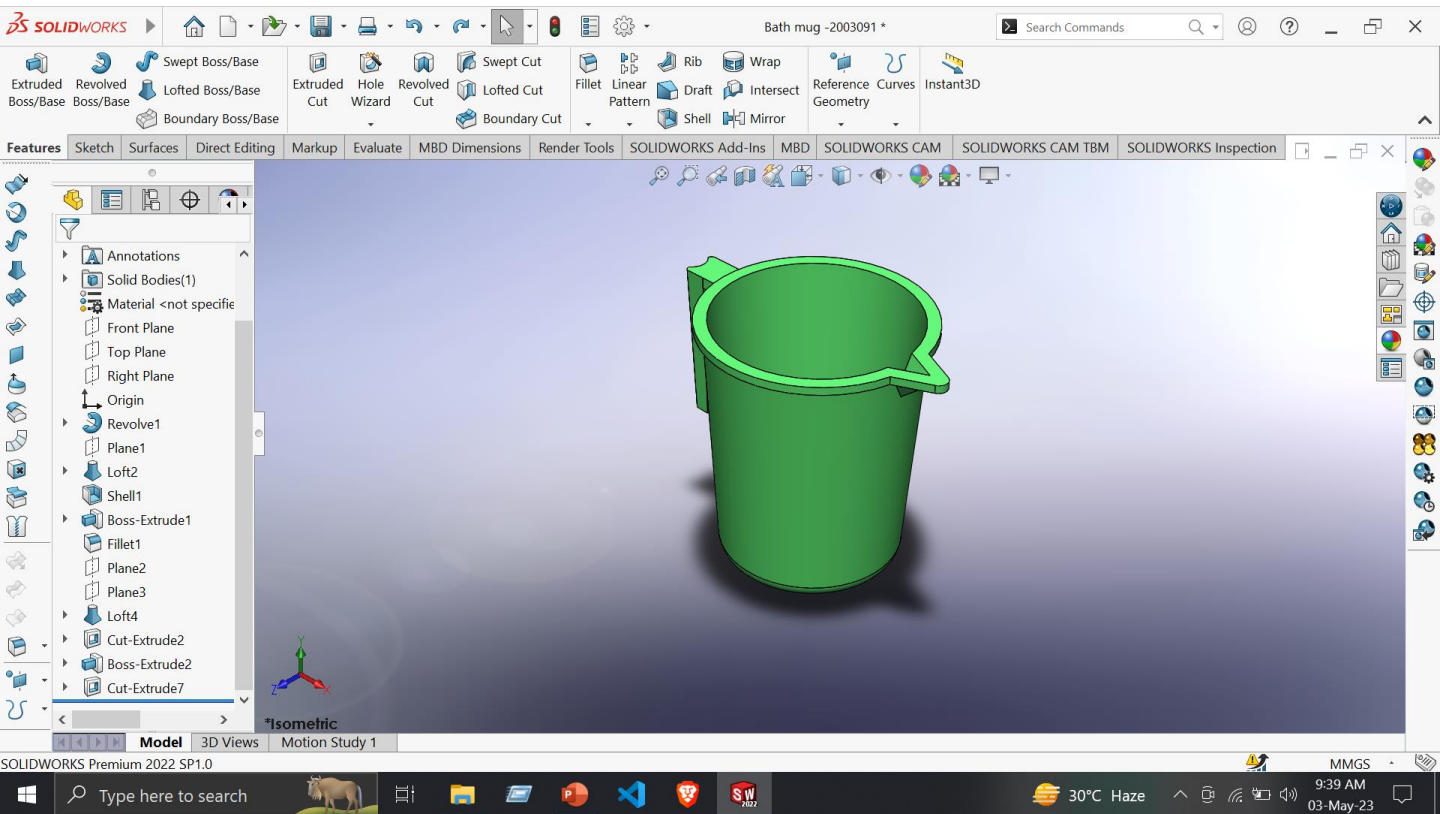 SOLIDWORKS
Bath mug -2003091 *
Search Commands
Extruded Boss/Base
Revolved Boss/Base
Swept Boss/Base
Lofted Boss/Base
Boundary Boss/Base
Extruded Cut
Hole Wizard
Revolved Cut
Swept Cut
Lofted Cut
Boundary Cut
Fillet
Linear Pattern
Rib
Draft
Shell
Wrap
Intersect
Mirror
Reference Geometry
Curves
Instant3D
Features Sketch Surfaces Direct Editing Markup Evaluate MBD Dimensions Render Tools SOLIDWORKS Add-Ins MBD SOLIDWORKS CAM SOLIDWORKS CAM TBM SOLIDWORKS Inspection
Annotations
Solid Bodies(1)
Material <not specifie
Front Plane
Top Plane
Right Plane
Origin
Revolve1
Plane1
Loft2
Shell1
Boss-Extrude1
Fillet1
Plane2
Plane3
Loft4
Cut-Extrude2
Boss-Extrude2
Cut-Extrude7
Y
Z
X
*Isometric
Model 3D Views Motion Study 1
SOLIDWORKS Premium 2022 SP1.0
MMGS
Type here to search
SW 2022
30°C Haze
9:39 AM
03-May-23